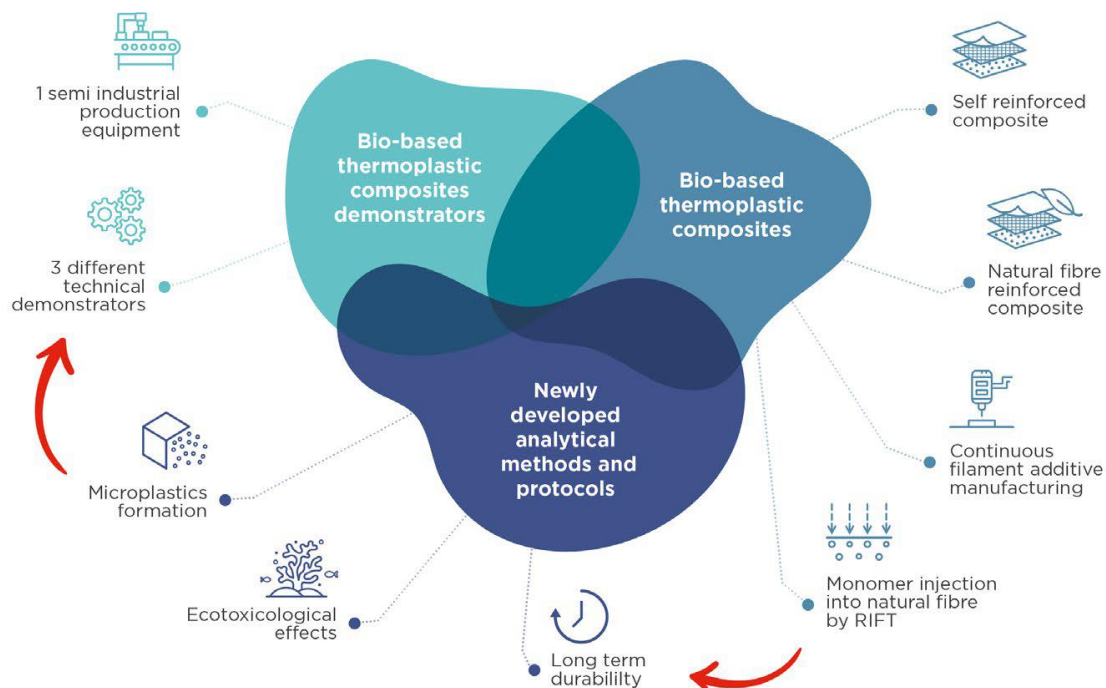 1 semi industrial
production
equipment
3 different
technical
demonstrators
Bio-based
thermoplastic
composites
demonstrators
Bio-based
thermoplastic
composites
Newly
developed
analytical
methods and
protocols
Self reinforced
composite
Natural fibre
reinforced
composite
Continuous
filament additive
manufacturing
Monomer injection
into natural fibre
by RIFT
Long term
durabililty
Ecotoxicological
effects
Microplastics
formation